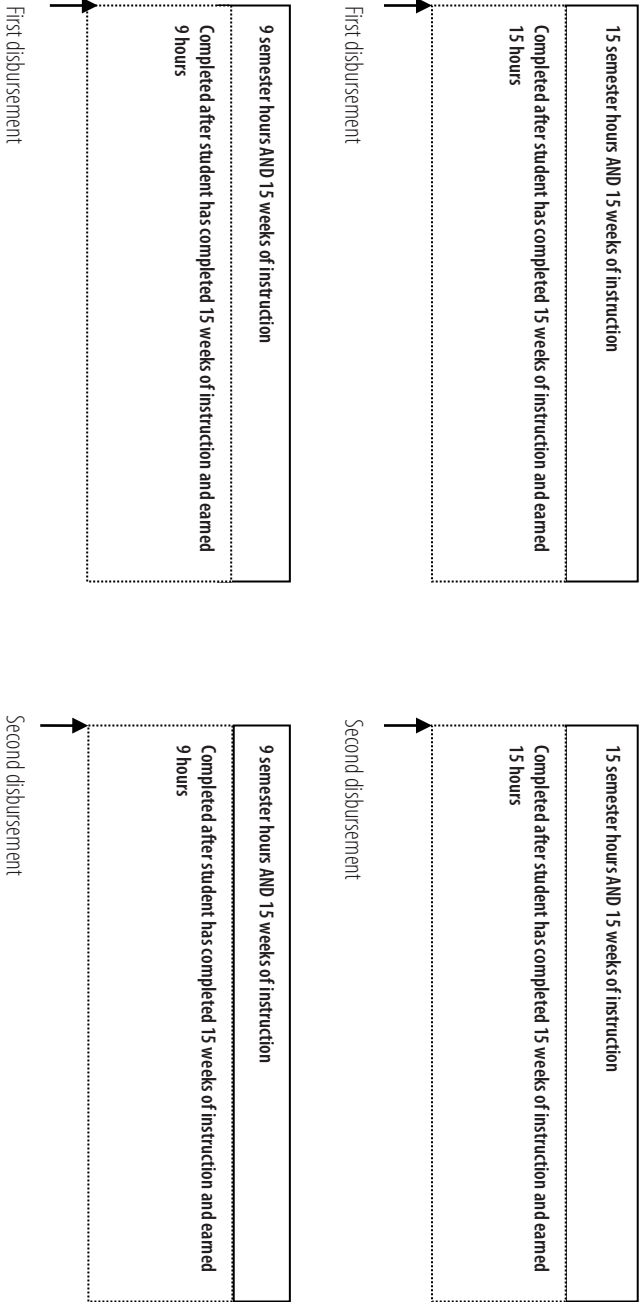 15 semester hours AND 15 weeks of instruction
Completed after student has completed 15 weeks of instruction and earned
15 hours
First disbursement
15 semester hours AND 15 weeks of instruction
Completed after student has completed 15 weeks of instruction and earned
15 hours
Second disbursement
9 semester hours AND 15 weeks of instruction
Completed after student has completed 15 weeks of instruction and earned
9 hours
First disbursement
9 semester hours AND 15 weeks of instruction
Completed after student has completed 15 weeks of instruction and earned
9 hours
Second disbursement